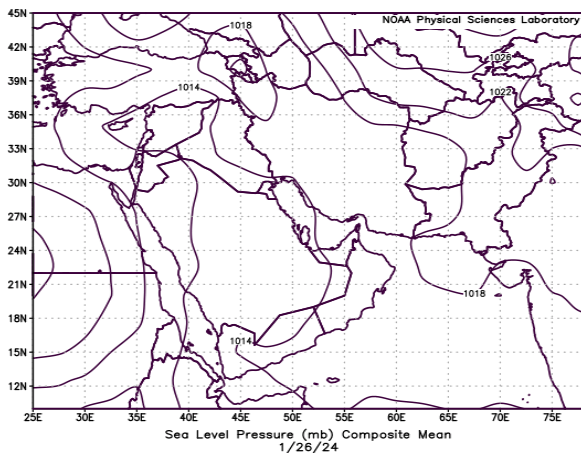 NOAA Physical Sciences Laboratory
45N
42N
39N
36N
33N
30N
27N
24N
21N
18N
15N
12N
1018
1014
1026
1022
1018
1014
25E 30E 35E 40E 45E 50E 55E 60E 65E 70E 75E
Sea Level Pressure (mb) Composite Mean
1/26/24